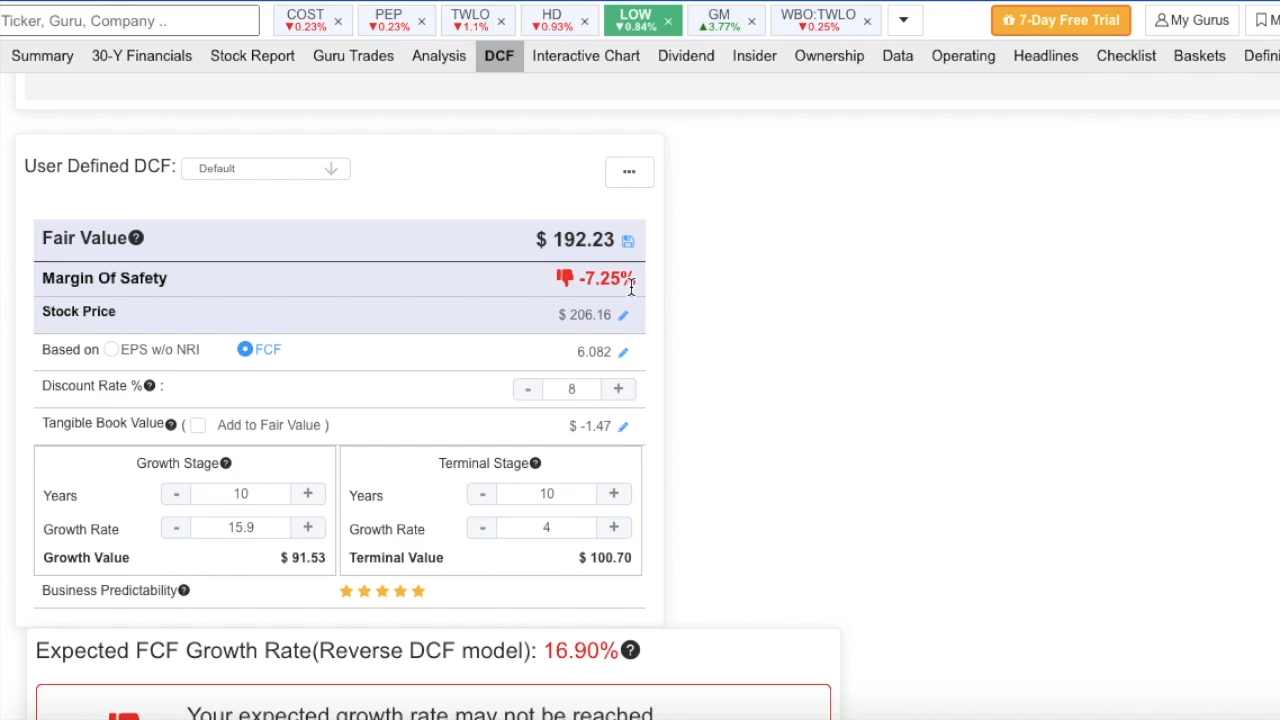 Ticker, Guru, Company .. COST × ▼0.23% PEP × ▼0.23% TWLO × ▼1.1% HD × ▼0.93% LOW × ▼0.84% GM × ▲3.77% WBO:TWLO × ▼0.25% 7-Day Free Trial My Gurus M
Summary 30-Y Financials Stock Report Guru Trades Analysis DCF Interactive Chart Dividend Insider Ownership Data Operating Headlines Checklist Baskets Defini
User Defined DCF: Default ...
Fair Value $ 192.23
Margin Of Safety -7.25%
Stock Price $ 206.16
Based on EPS w/o NRI FCF 6.082
Discount Rate % : - 8 +
Tangible Book Value ( Add to Fair Value ) $ -1.47
Growth Stage Terminal Stage
Years - 10 + Years - 10 +
Growth Rate - 15.9 + Growth Rate - 4 +
Growth Value $ 91.53 Terminal Value $ 100.70
Business Predictability
Expected FCF Growth Rate(Reverse DCF model): 16.90%
Your expected growth rate may not be reached